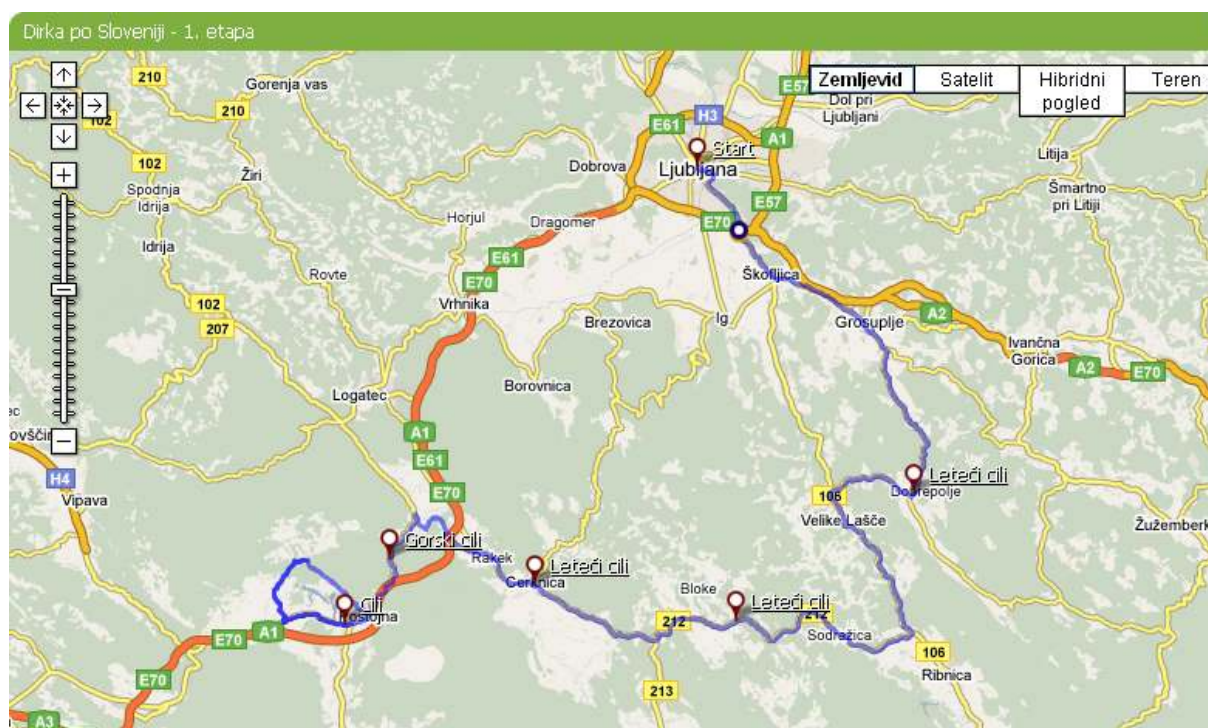 Dirka po Sloveniji - 1. etapa
Zemljevid
Satelit
Hibridni
pogled
Teren
210
Gorenja vas
E57
Dol pri
Ljubljani
H3
210
102
E61
A1
Start
Litija
102
Dobrova
Ljubljana
Žiri
Spodnja
Idrija
Šmartno
pri Litiji
E57
E70
Horjul
Dragomer
Idrija
E61
Rovte
E70
Škofljica
102
Vrhnika
207
Brezovica
Ig
Grosuplje
A2
Ivančna
Gorica
A2
E70
Borovnica
Logatec
A1
E61
H4
E70
Vipava
Leteći cilj
Dobrepolje
106
Velike Lašče
Žužemberk
Gorski cilj
Rakek
Leteći cilj
Cerknica
Bloke
Leteći cilj
Cilj
Postojna
212
212
Sodražica
A1
E70
106
Ribnica
E70
213
A3